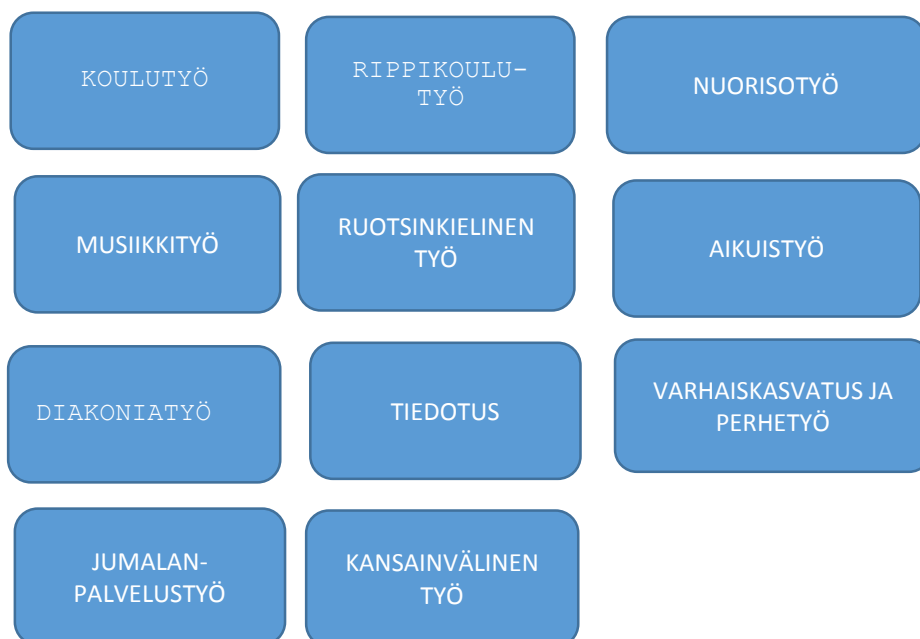 KOULUTYÖ
RIPPIKOULU-
TYÖ
NUORISOTYÖ
MUSIIKKITYÖ
RUOTSINKIELINEN
TYÖ
AIKUISTYÖ
DIAKONIATYÖ
TIEDOTUS
VARHAISKASVATUS JA
PERHETYÖ
JUMALAN-
PALVELUSTYÖ
KANSAINVÄLINEN
TYÖ